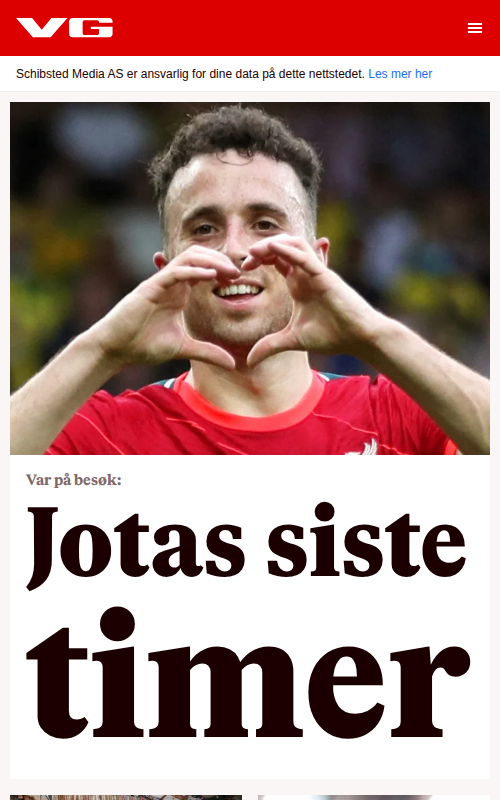 VG
Schibsted Media AS er ansvarlig for dine data på dette nettstedet. Les mer her
Var på besøk:
Jotas siste
timer